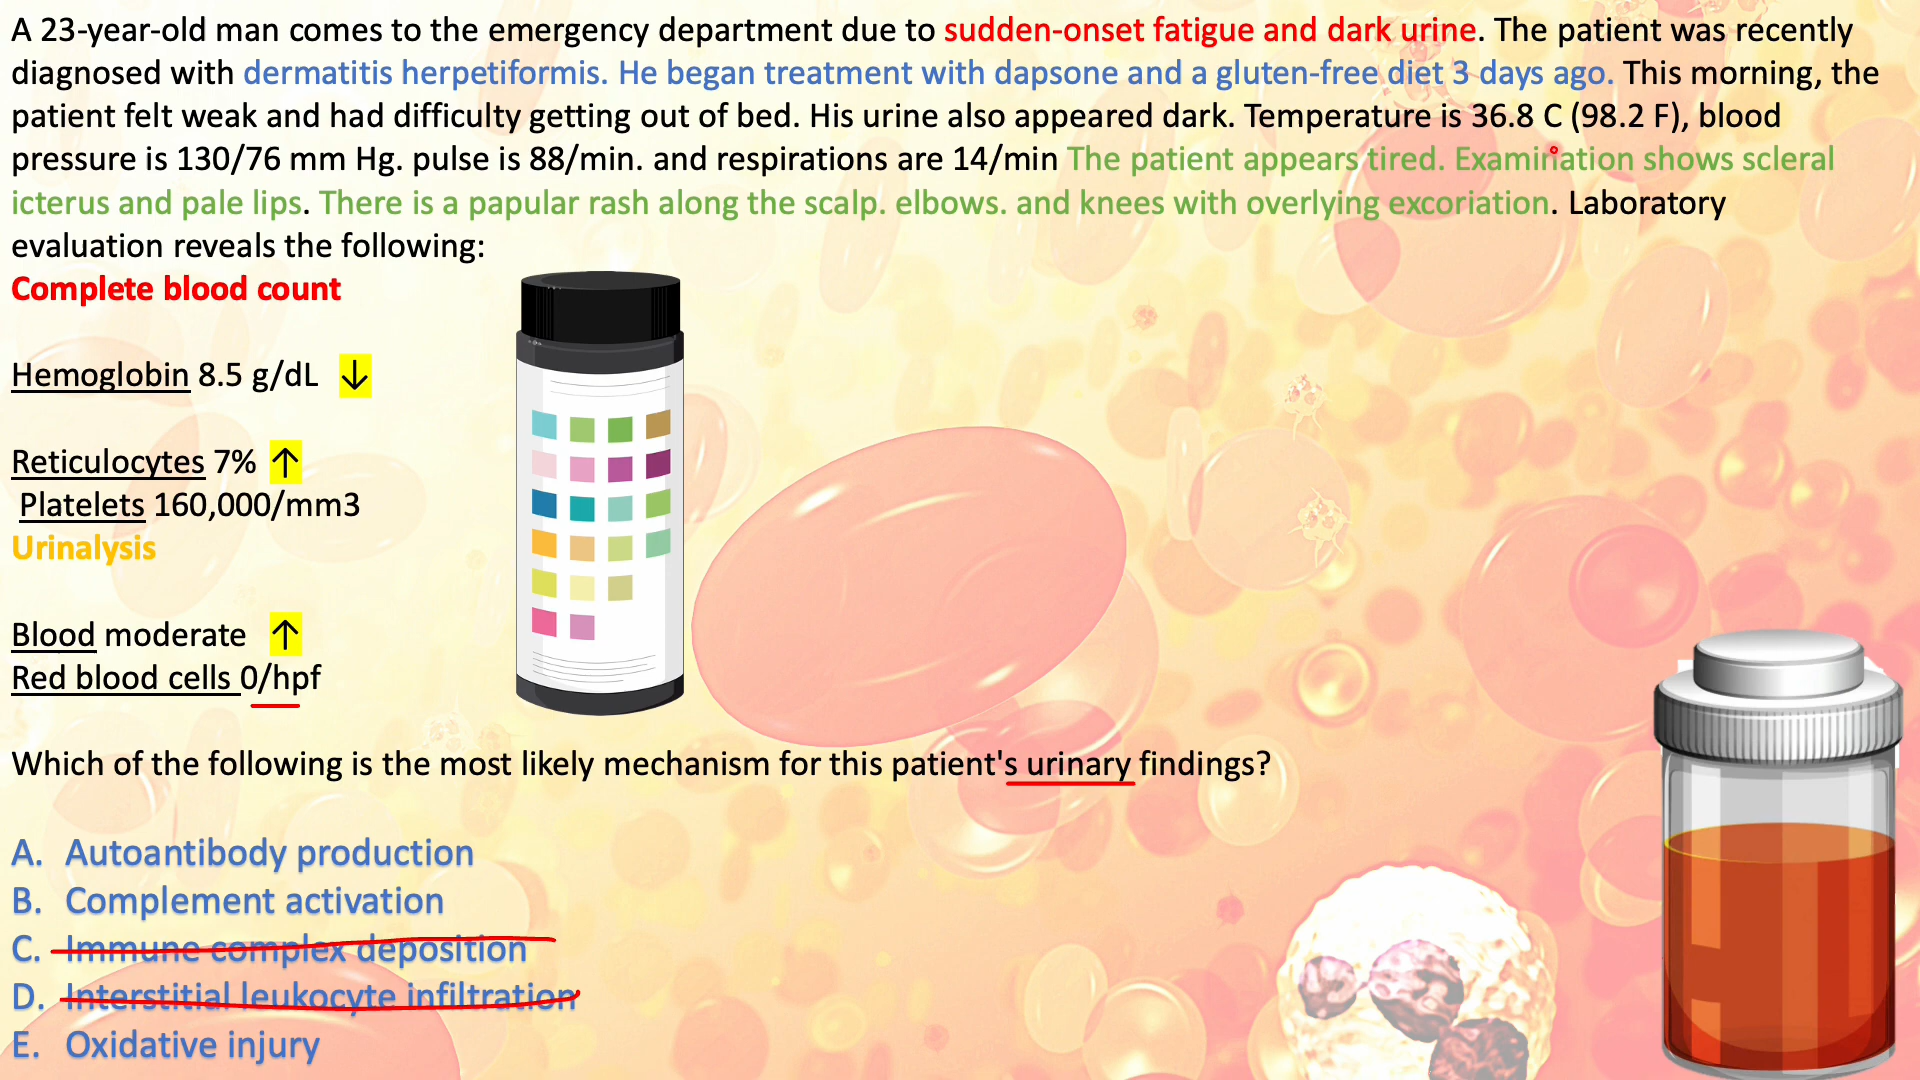 A 23-year-old man comes to the emergency department due to sudden-onset fatigue and dark urine. The patient was recently
diagnosed with dermatitis herpetiformis. He began treatment with dapsone and a gluten-free diet 3 days ago. This morning, the
patient felt weak and had difficulty getting out of bed. His urine also appeared dark. Temperature is 36.8 C (98.2 F), blood
pressure is 130/76 mm Hg. pulse is 88/min. and respirations are 14/min The patient appears tired. Examination shows scleral
icterus and pale lips. There is a papular rash along the scalp. elbows. and knees with overlying excoriation. Laboratory
evaluation reveals the following:
Complete blood count
Hemoglobin 8.5 g/dL ↓
Reticulocytes 7% ↑
Platelets 160,000/mm3
Urinalysis
Blood moderate ↑
Red blood cells 0/hpf
Which of the following is the most likely mechanism for this patient's urinary findings?
A. Autoantibody production
B. Complement activation
C. Immune complex deposition
D. Interstitial leukocyte infiltration
E. Oxidative injury